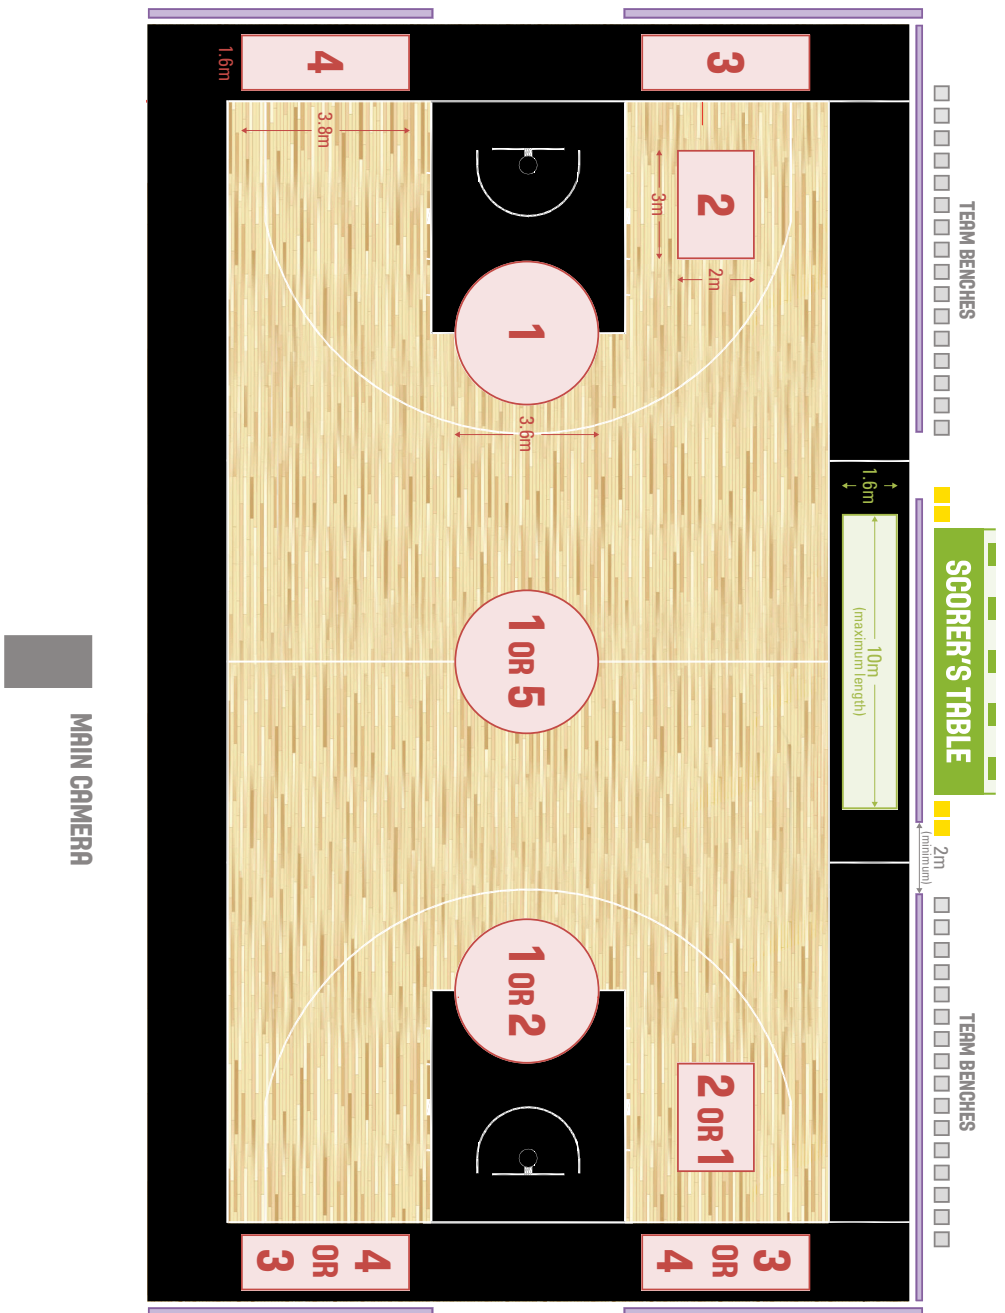 4
3
1.6m
3.8m
2
3m
2m
TEAM BENCHES
1
3.6m
1.6m
10m
(maximum length)
SCORER'S TABLE
1 OR 5
MAIN CAMERA
2m
(minimum)
1 OR 2
2 OR 1
TEAM BENCHES
4 OR 3
3 OR 4